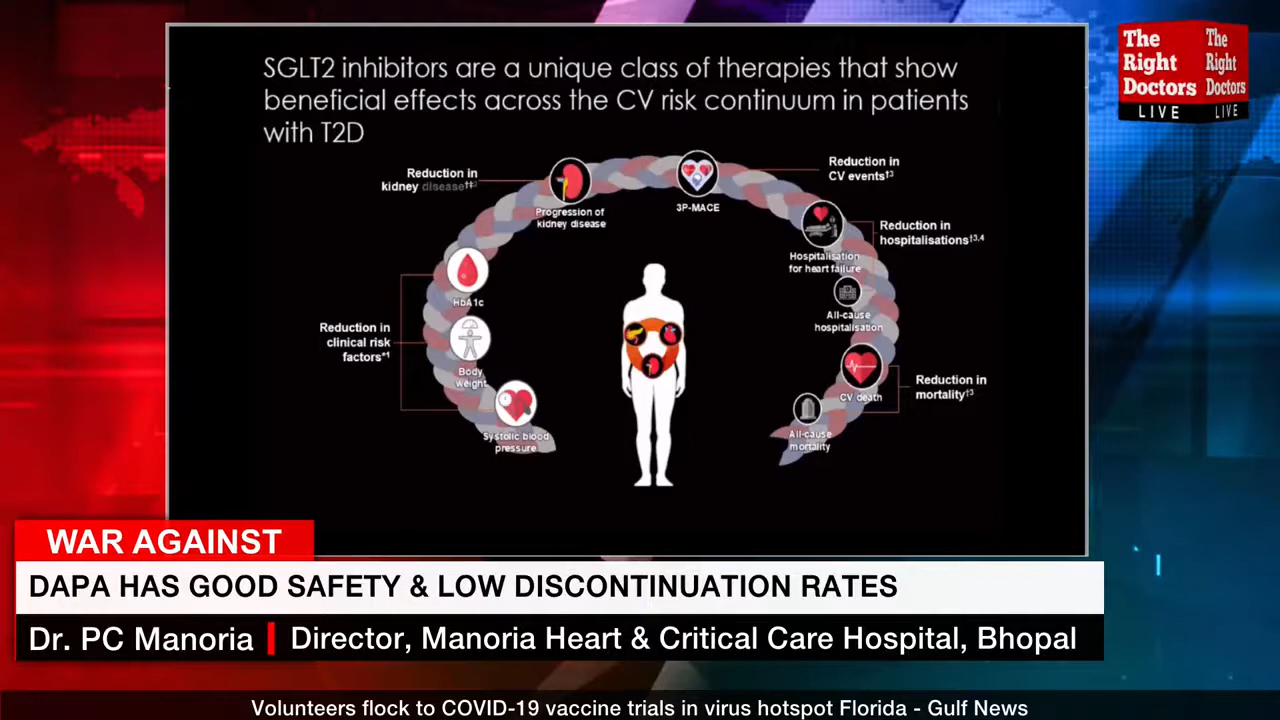 SGLT2 inhibitors are a unique class of therapies that show
beneficial effects across the CV risk continuum in patients
with T2D
Reduction in
kidney disease†‡
Progression of
kidney disease
3P-MACE
Reduction in
CV events†3
Hospitalisation
for heart failure
Reduction in
hospitalisations†3,4
All-cause
hospitalisation
CV death
All-cause
mortality
Reduction in
mortality†3
HbA1c
Body
weight
Systolic blood
pressure
Reduction in
clinical risk
factors*1
The
Right
Doctors
LIVE
The
Right
Doctors
LIVE
WAR AGAINST
DAPA HAS GOOD SAFETY & LOW DISCONTINUATION RATES
Dr. PC Manoria
Director, Manoria Heart & Critical Care Hospital, Bhopal
Volunteers flock to COVID-19 vaccine trials in virus hotspot Florida - Gulf News